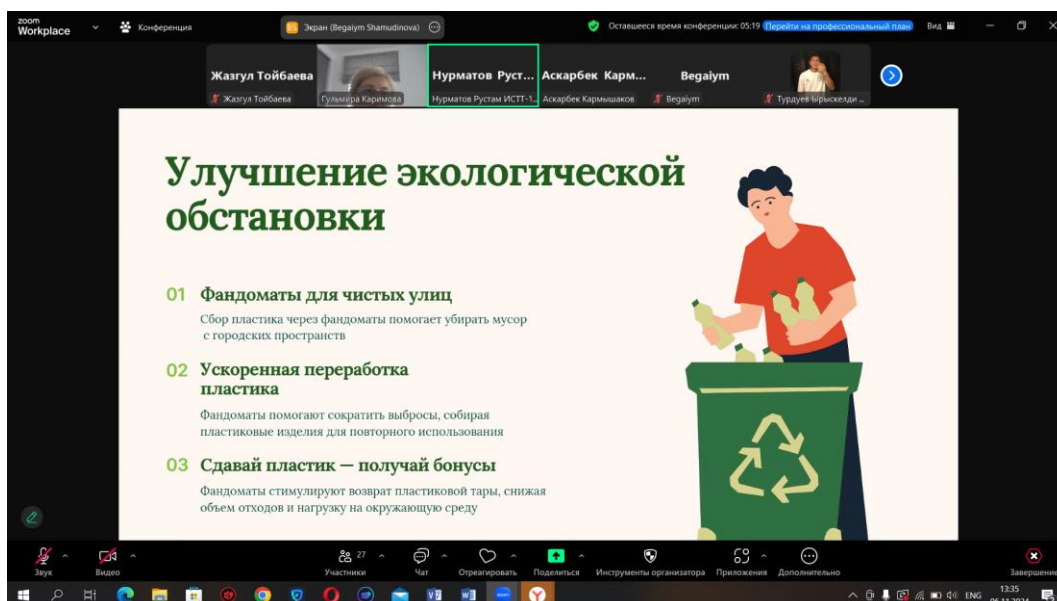 zoom
Workplace
Конференция
Экран (Begaiym Shamudinova)
Оставшееся время конференции: 05:19
Перейти на профессиональный план
Вид
Жазгул Тойбаева
Нурматов Руст...
Аскарбек Карм...
Begaiym
Жазгул Тойбаева
Гульмира Каримова
Нурматов Рустам ИСТТ-1...
Аскарбек Кармышаков
Begaiym
Турдуев Ырыскелди ...
Улучшение экологической
обстановки
01 Фандоматы для чистых улиц
Сбор пластика через фандоматы помогает убирать мусор
с городских пространств
02 Ускоренная переработка
пластика
Фандоматы помогают сократить выбросы, собирая
пластиковые изделия для повторного использования
03 Сдавай пластик — получай бонусы
Фандоматы стимулируют возврат пластиковой тары, снижая
объем отходов и нагрузку на окружающую среду
Звук
Видео
27
Участники
Чат
Отреагировать
Поделиться
Инструменты организатора
Приложения
Дополнительно
Завершение
ENG
13:35
06.11.2024